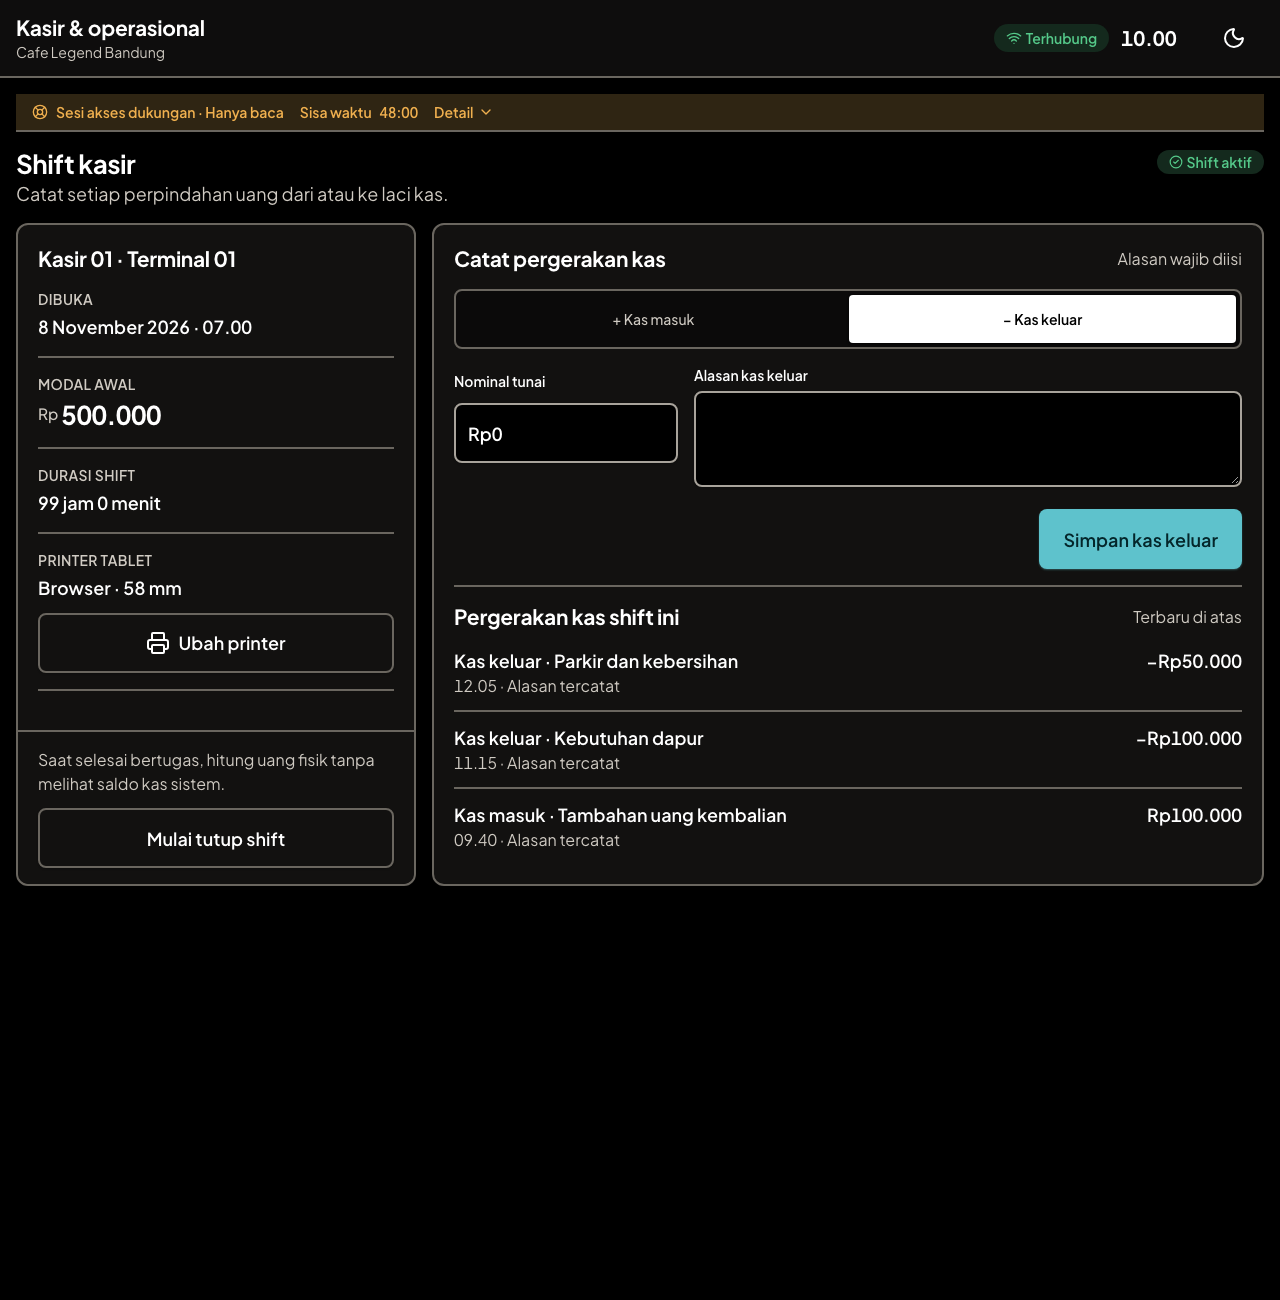 Kasir & operasional
Cafe Legend Bandung
Terhubung
10.00
Sesi akses dukungan · Hanya baca
Sisa waktu 48:00
Detail
Shift kasir
Catat setiap perpindahan uang dari atau ke laci kas.
Shift aktif
Kasir 01 · Terminal 01
DIBUKA
8 November 2026 · 07.00
MODAL AWAL
Rp 500.000
DURASI SHIFT
99 jam 0 menit
PRINTER TABLET
Browser · 58 mm
Ubah printer
Saat selesai bertugas, hitung uang fisik tanpa
melihat saldo kas sistem.
Mulai tutup shift
Catat pergerakan kas
Alasan wajib diisi
+ Kas masuk
– Kas keluar
Nominal tunai
Rp0
Alasan kas keluar
Simpan kas keluar
Pergerakan kas shift ini
Terbaru di atas
Kas keluar · Parkir dan kebersihan
–Rp50.000
12.05 · Alasan tercatat
Kas keluar · Kebutuhan dapur
–Rp100.000
11.15 · Alasan tercatat
Kas masuk · Tambahan uang kembalian
Rp100.000
09.40 · Alasan tercatat